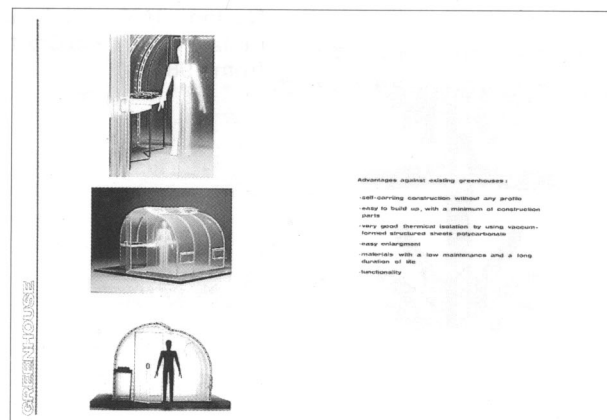 GREENHOUSE
Advantages against existing greenhouses:
-self-carring construction without any profile
-easy to build up, with a minimum of construction
parts
-very good thermical isolation by using vaccum-
formed structured sheets polycarbonate
-easy enlargment
-materials with a low maintenance and a long
duration of life
-functionality